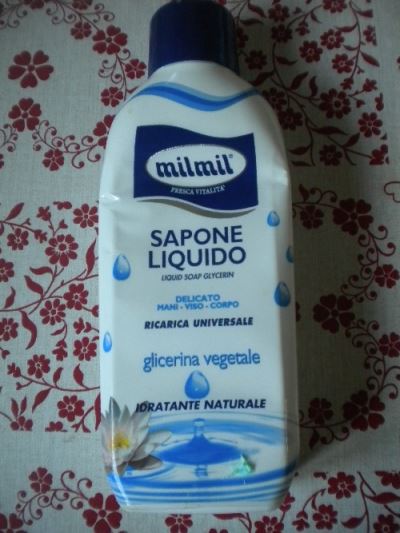 milmil®
FRESCA VITALITA'
SAPONE
LIQUIDO
LIQUID SOAP GLYCERIN
DELICATO
MANI - VISO - CORPO
RICARICA UNIVERSALE
glicerina vegetale
IDRATANTE NATURALE